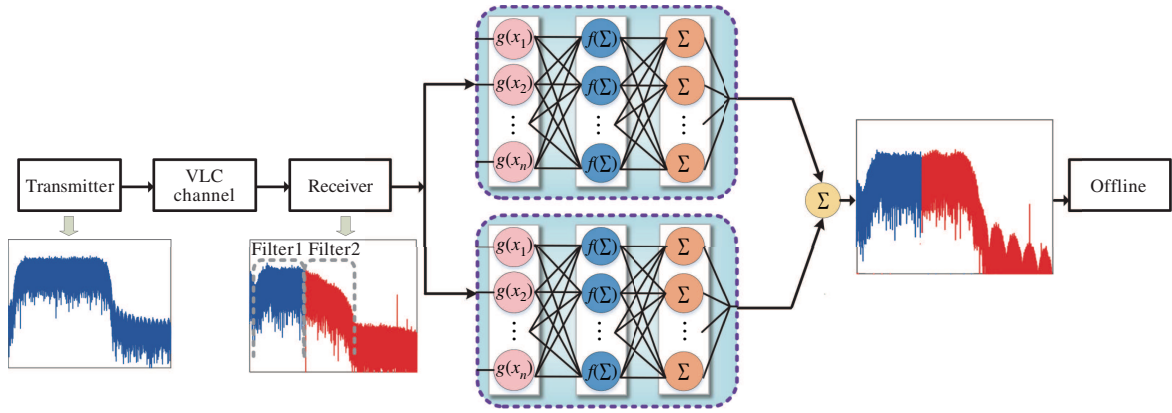 Transmitter
VLC
channel
Receiver
Filter1 Filter2
g(x₁) f(Σ) Σ
g(x₂) f(Σ) Σ
⋮ ⋮ ⋮
g(xₙ) f(Σ) Σ
g(x₁) f(Σ) Σ
g(x₂) f(Σ) Σ
⋮ ⋮ ⋮
g(xₙ) f(Σ) Σ
Σ
Offline